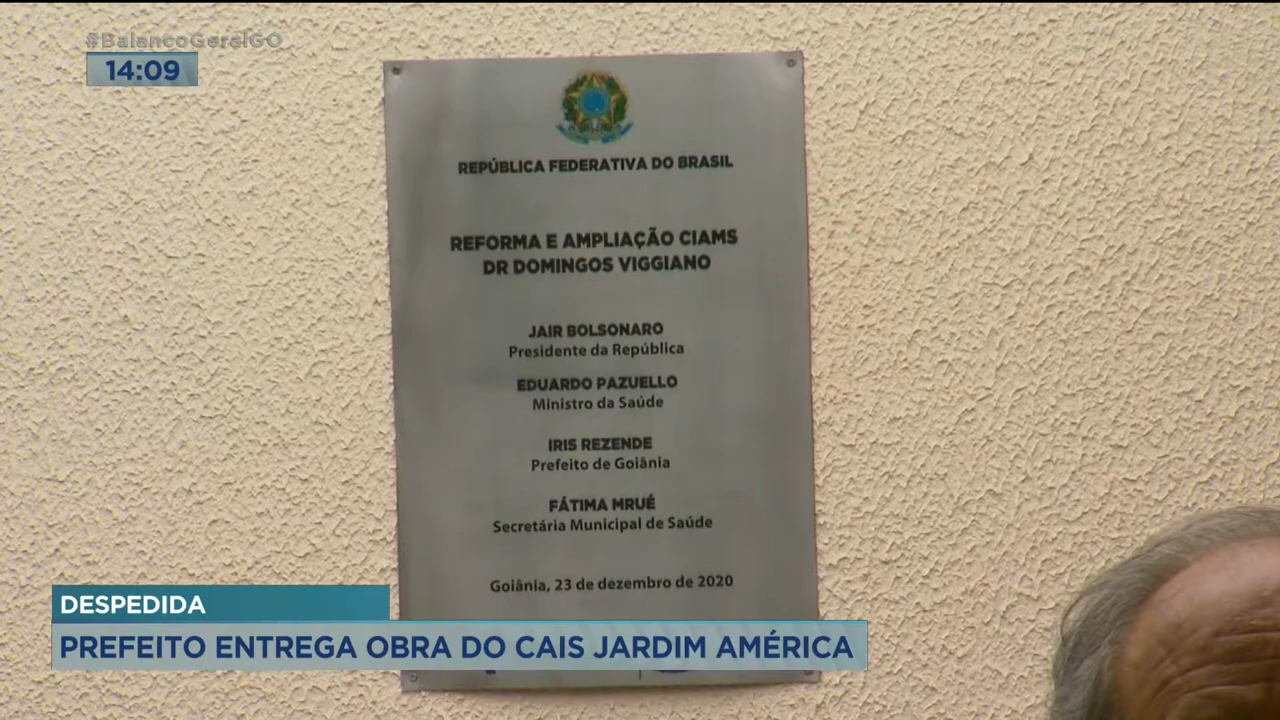 #BalancoGeralGO
14:09
REPÚBLICA FEDERATIVA DO BRASIL
REFORMA E AMPLIAÇÃO CIAMS
DR DOMINGOS VIGGIANO
JAIR BOLSONARO
Presidente da República
EDUARDO PAZUELLO
Ministro da Saúde
IRIS REZENDE
Prefeito de Goiânia
FÁTIMA MRUÉ
Secretária Municipal de Saúde
Goiânia, 23 de dezembro de 2020
DESPEDIDA
PREFEITO ENTREGA OBRA DO CAIS JARDIM AMÉRICA